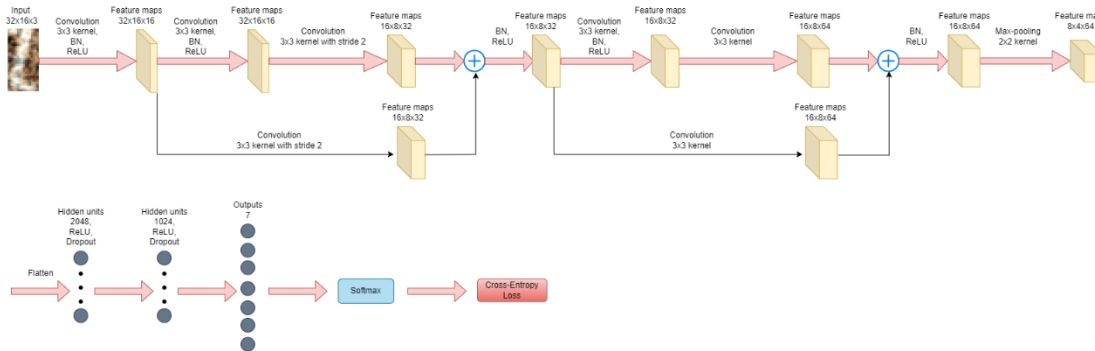 Input
32x16x3
Convolution
3x3 kernel,
BN,
ReLU
Feature maps
32x16x16
Convolution
3x3 kernel,
BN,
ReLU
Feature maps
32x16x16
Convolution
3x3 kernel with stride 2
Feature maps
16x8x32
BN,
ReLU
Feature maps
16x8x32
Convolution
3x3 kernel,
BN,
ReLU
Feature maps
16x8x32
Convolution
3x3 kernel
Feature maps
16x8x64
BN,
ReLU
Feature maps
16x8x64
Max-pooling
2x2 kernel
Feature ma
8x4x64
Convolution
3x3 kernel with stride 2
Feature maps
16x8x32
Convolution
3x3 kernel
Feature maps
16x8x64
Flatten
Hidden units
2048,
ReLU,
Dropout
Hidden units
1024,
ReLU,
Dropout
Outputs
7
Softmax
Cross-Entropy
Loss